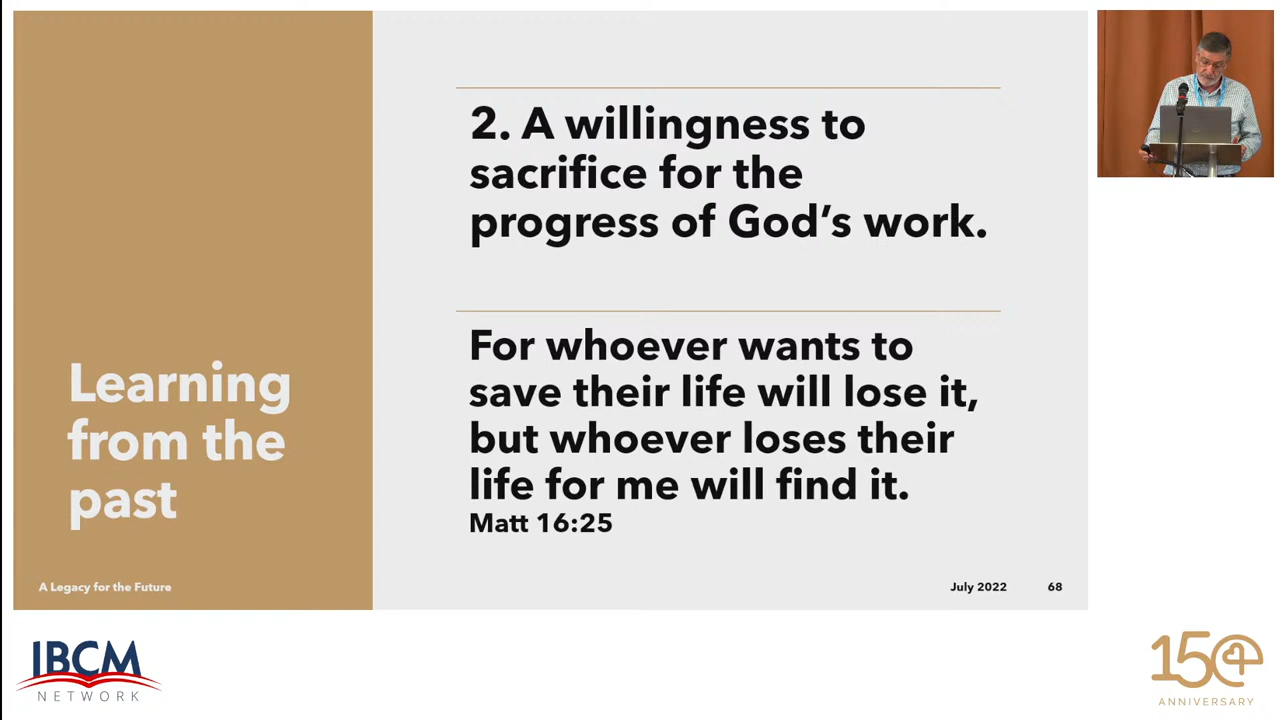 2. A willingness to
sacrifice for the
progress of God's work.
For whoever wants to
save their life will lose it,
but whoever loses their
life for me will find it.
Matt 16:25
Learning
from the
past
A Legacy for the Future
July 2022
68
IBCM
NETWORK
150
ANNIVERSARY